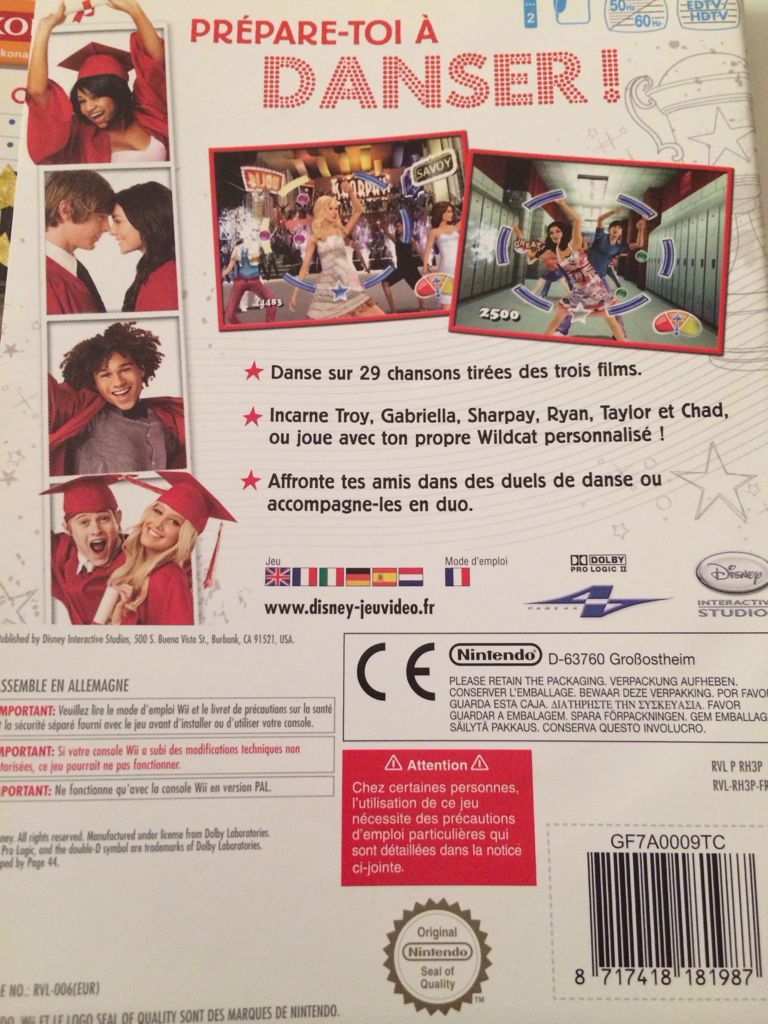 PRÉPARE-TOI À
DANSER !
2
50Hz
60Hz
EDTV/
HDTV
SAVOY
GREAT
2500
Danse sur 29 chansons tirées des trois films.
Incarne Troy, Gabriella, Sharpay, Ryan, Taylor et Chad,
ou joue avec ton propre Wildcat personnalisé !
Affronte tes amis dans des duels de danse ou
accompagne-les en duo.
Jeu
Mode d'emploi
www.disney-jeuvideo.fr
DOLBY
PRO LOGIC II
Disney
INTERACTIVE
STUDIO
ublished by Disney Interactive Studios, 500 S. Buena Vista St., Burbank, CA 91521, USA.
SSEMBLE EN ALLEMAGNE
MPORTANT: Veuillez lire le mode d'emploi Wii et le livret de précautions sur la santé
t la sécurité séparé fourni avec le jeu avant d'installer ou d'utiliser votre console.
MPORTANT: Si votre console Wii a subi des modifications techniques non
torisées, ce jeu pourrait ne pas fonctionner.
PORTANT: Ne fonctionne qu'avec la console Wii en version PAL.
ney. All rights reserved. Manufactured under license from Dolby Laboratories.
Pro Logic, and the double-D symbol are trademarks of Dolby Laboratories.
ped by Page 44.
CE
Nintendo D-63760 Großostheim
PLEASE RETAIN THE PACKAGING. VERPACKUNG AUFHEBEN.
CONSERVER L'EMBALLAGE. BEWAAR DEZE VERPAKKING. POR FAVO
GUARDA ESTA CAJA. ΔΙΑΤΗΡΗΣΤΕ ΤΗΝ ΣΥΣΚΕΥΑΣΙΑ. FAVOR
GUARDAR A EMBALAGEM. SPARA FÖRPACKNINGEN. GEM EMBALLAG
SÄILYTÄ PAKKAUS. CONSERVA QUESTO INVOLUCRO.
Attention
Chez certaines personnes,
l'utilisation de ce jeu
nécessite des précautions
d'emploi particulières qui
sont détaillées dans la notice
ci-jointe.
RVL P RH3P
RVL-RH3P-FR
GF7A0009TC
8 717418 181987
Original
Nintendo
Seal of
Quality
TM
E NO.: RVL-006(EUR)
DO. Wii ET LE LOGO SEAL OF QUALITY SONT DES MARQUES DE NINTENDO.